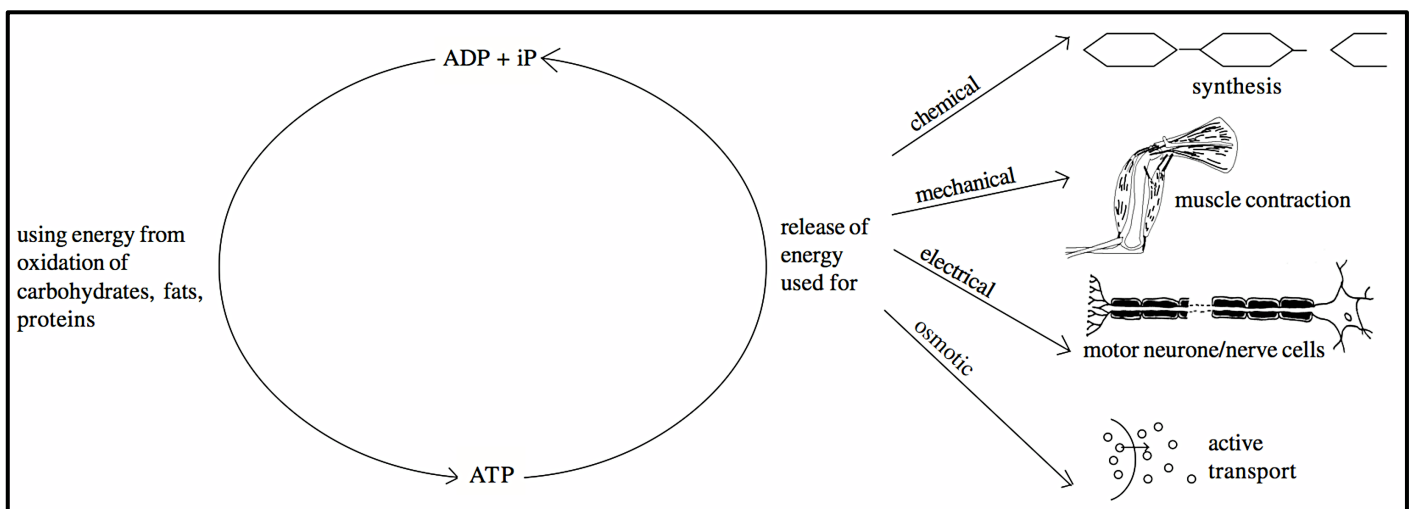 ADP + iP
using energy from
oxidation of
carbohydrates, fats,
proteins
ATP
release of
energy
used for
chemical
synthesis
mechanical
muscle contraction
electrical
motor neurone/nerve cells
osmotic
active
transport